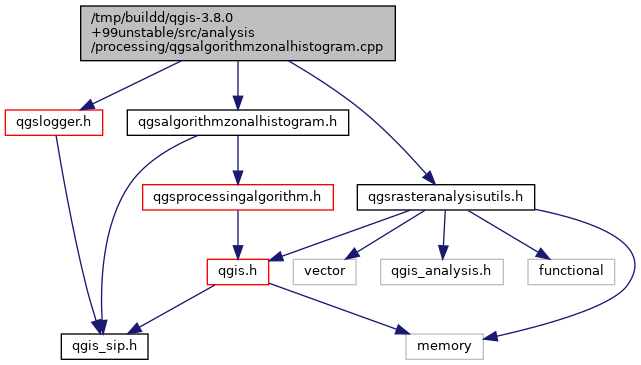 /tmp/buildd/qgis-3.8.0
+99unstable/src/analysis
/processing/qgsalgorithmzonalhistogram.cpp
qgslogger.h
qgsalgorithmzonalhistogram.h
qgsprocessingalgorithm.h
qgsrasteranalysisutils.h
qgis.h
vector
qgis_analysis.h
functional
qgis_sip.h
memory